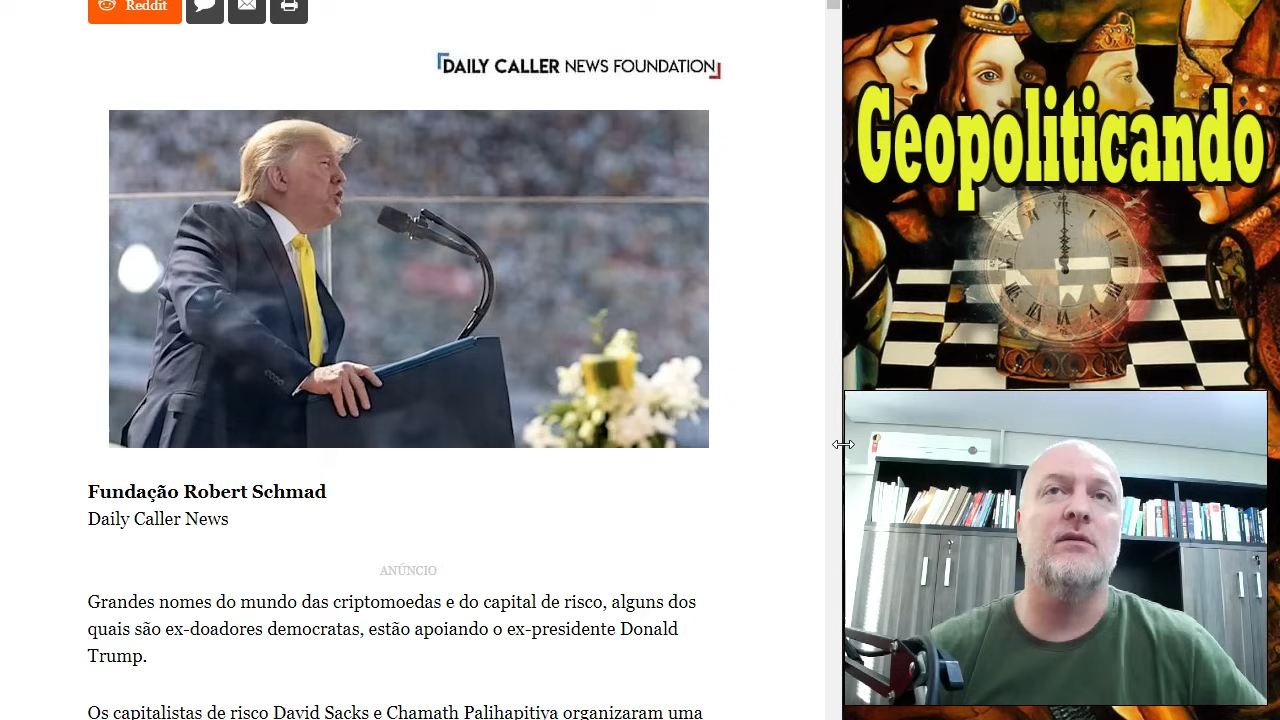 Reddit
DAILY CALLER NEWS FOUNDATION
Fundação Robert Schmad
Daily Caller News
ANÚNCIO
Grandes nomes do mundo das criptomoedas e do capital de risco, alguns dos
quais são ex-doadores democratas, estão apoiando o ex-presidente Donald
Trump.
Os capitalistas de risco David Sacks e Chamath Palihapitiya organizaram uma
Geopoliticando